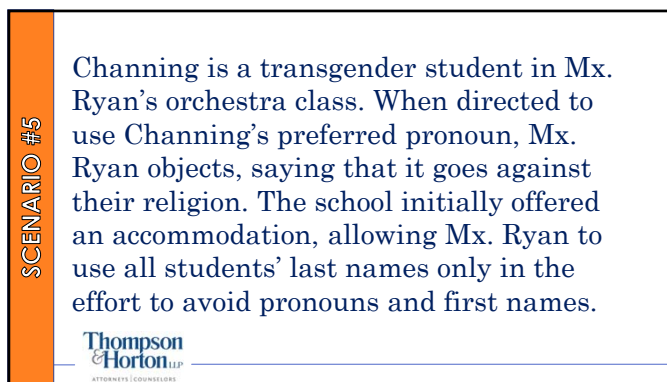 SCENARIO #5
Channing is a transgender student in Mx.
Ryan's orchestra class. When directed to
use Channing's preferred pronoun, Mx.
Ryan objects, saying that it goes against
their religion. The school initially offered
an accommodation, allowing Mx. Ryan to
use all students' last names only in the
effort to avoid pronouns and first names.
Thompson
& Horton LLP
ATTORNEYS | COUNSELORS